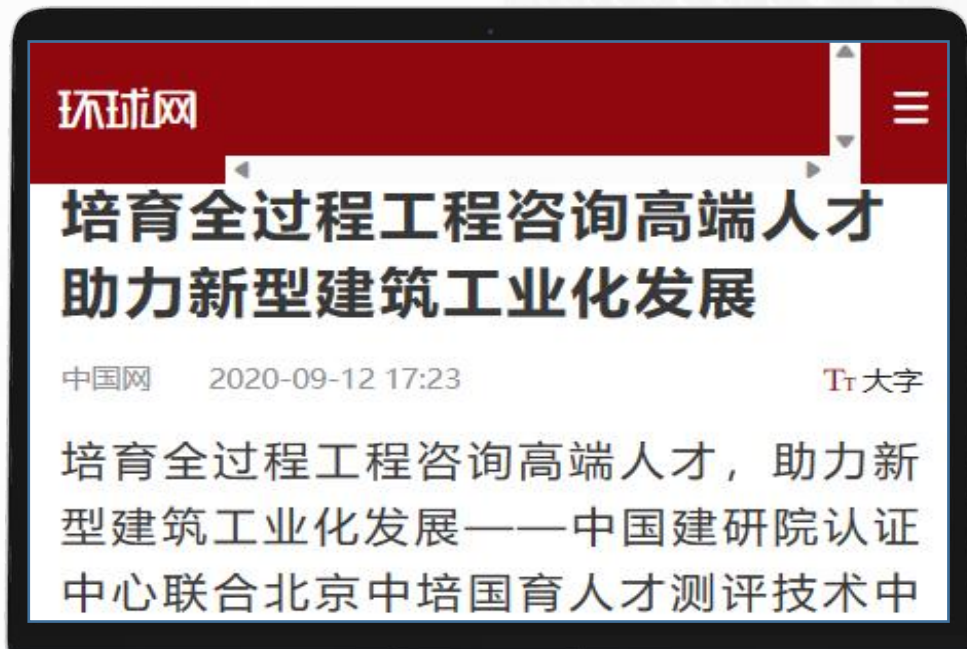 环球网
培育全过程工程咨询高端人才
助力新型建筑工业化发展
中国网 2020-09-12 17:23 TT 大字
培育全过程工程咨询高端人才，助力新
型建筑工业化发展——中国建研院认证
中心联合北京中培国育人才测评技术中